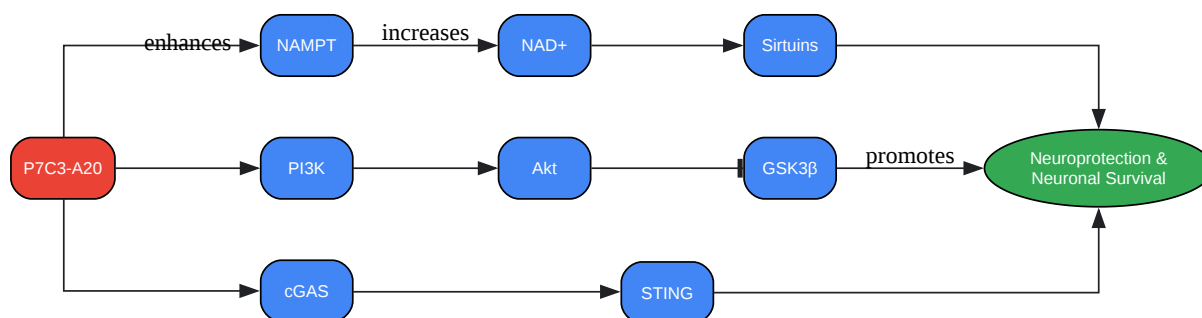 enhances
NAMPT
increases
NAD+
Sirtuins
P7C3-A20
PI3K
Akt
GSK3β
promotes
Neuroprotection &
Neuronal Survival
cGAS
STING